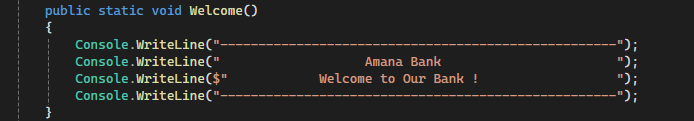 public static void Welcome()
{
Console.WriteLine("-------------------------------------------------------");
Console.WriteLine("                    Amana Bank                         ");
Console.WriteLine($"             Welcome to Our Bank !                    ");
Console.WriteLine("-------------------------------------------------------");
}